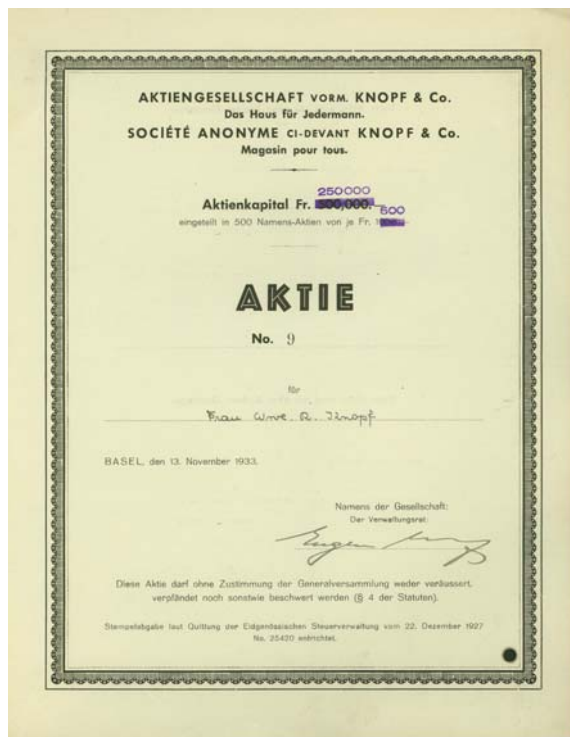 AKTIENGESELLSCHAFT VORM. KNOPF & Co.
Das Haus für Jedermann.
SOCIÉTÉ ANONYME CI-DEVANT KNOPF & Co.
Magasin pour tous.
250000
Aktienkapital Fr. 500,000.—
500
eingeteilt in 500 Namens-Aktien von je Fr.
AKTIE
No. 9
für
Frau Wwe. R. Knopf
BASEL, den 13. November 1933.
Namens der Gesellschaft:
Der Verwaltungsrat:
Eugen
Diese Aktie darf ohne Zustimmung der Generalversammlung weder veräussert,
verpfändet noch sonstwie beschwert werden (§ 4 der Statuten).
Stempelabgabe laut Quittung der Eidgenössischen Steuerverwaltung vom 22. Dezember 1927
No. 25420 entrichtet.